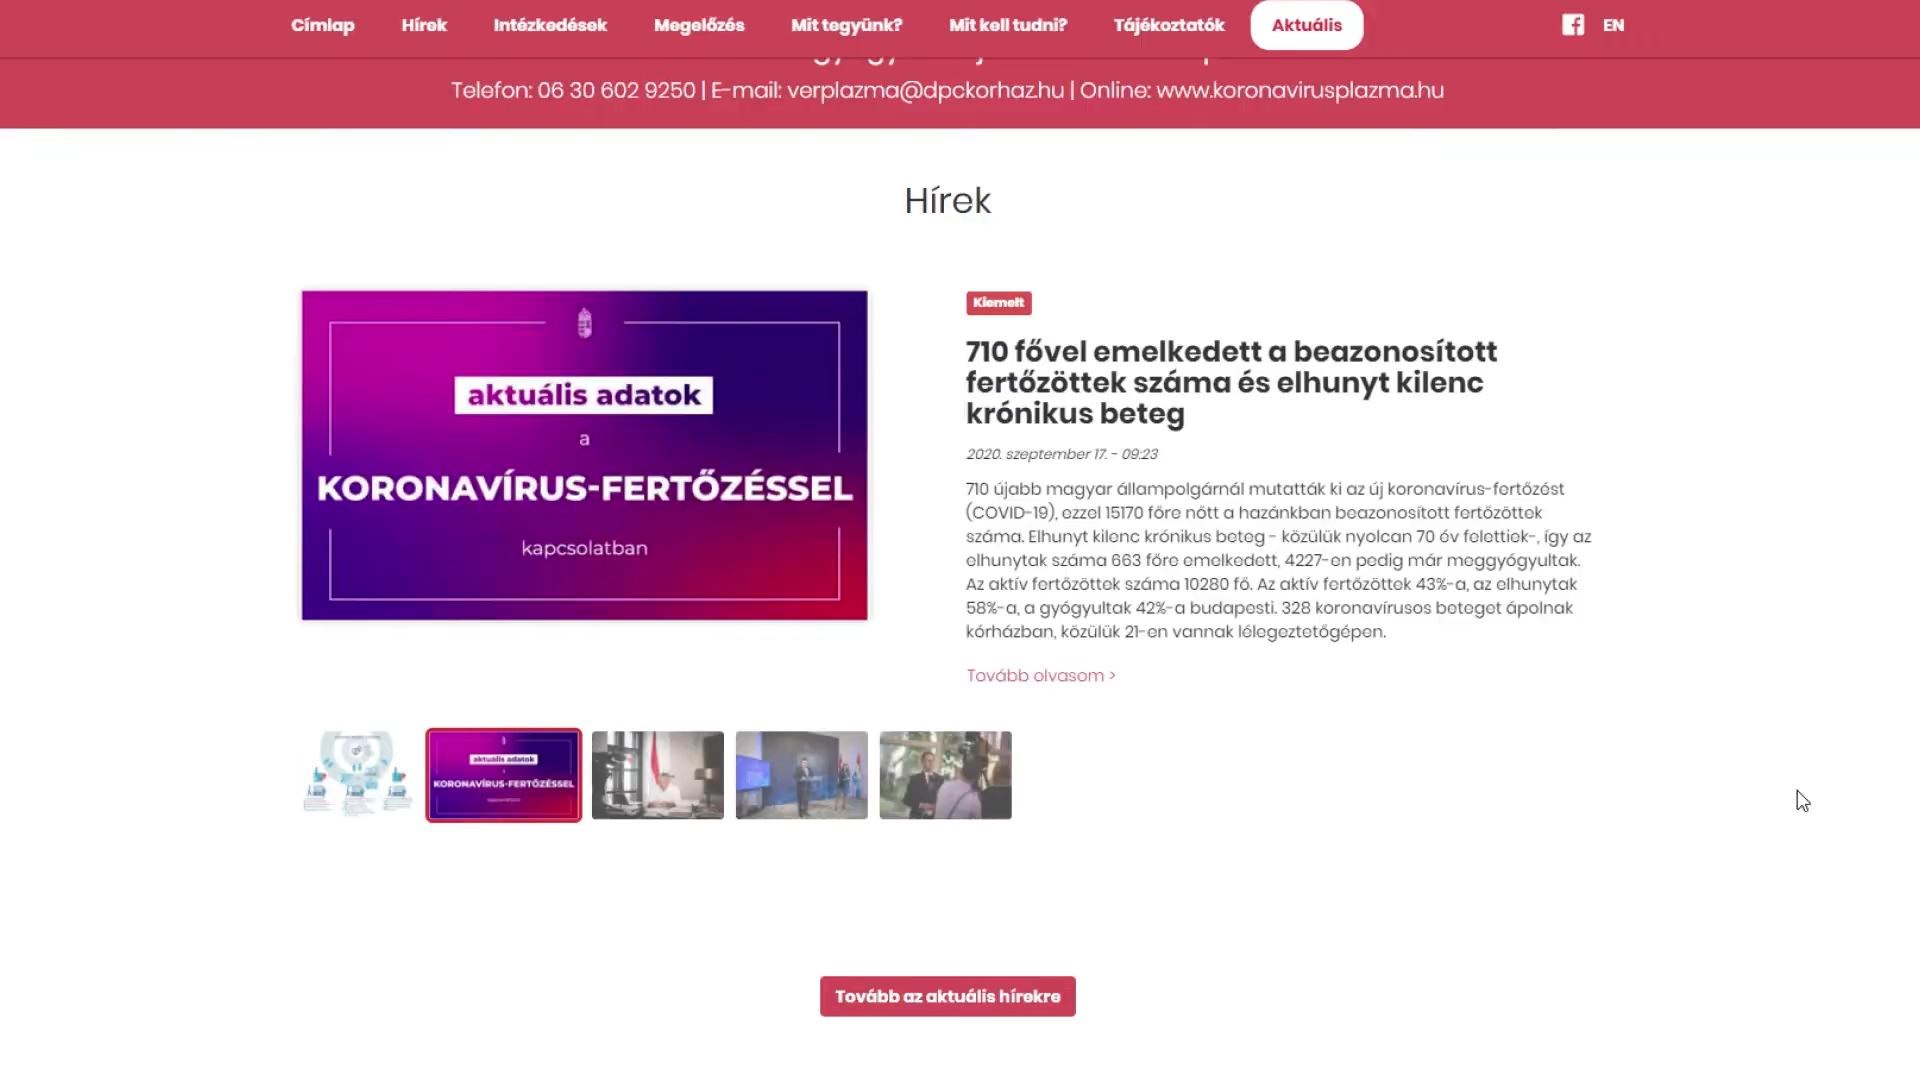 Címlap Hírek Intézkedések Megelőzés Mit tegyünk? Mit kell tudni? Tájékoztatók Aktuális EN
Telefon: 06 30 602 9250 | E-mail: verplazma@dpckorhaz.hu | Online: www.koronavirusplazma.hu
Hírek
aktuális adatok
a
KORONAVÍRUS-FERTŐZÉSSEL
kapcsolatban
Kiemelt
710 fővel emelkedett a beazonosított
fertőzöttek száma és elhunyt kilenc
krónikus beteg
2020. szeptember 17. - 09:23
710 újabb magyar állampolgárnál mutatták ki az új koronavírus-fertőzést
(COVID-19), ezzel 15170 főre nőtt a hazánkban beazonosított fertőzöttek
száma. Elhunyt kilenc krónikus beteg - közülük nyolcan 70 év felettiek-, így az
elhunytak száma 663 főre emelkedett, 4227-en pedig már meggyógyultak.
Az aktív fertőzöttek száma 10280 fő. Az aktív fertőzöttek 43%-a, az elhunytak
58%-a, a gyógyultak 42%-a budapesti. 328 koronavírusos beteget ápolnak
kórházban, közülük 21-en vannak lélegeztetőgépen.
Tovább olvasom >
aktuális adatok
KORONAVÍRUS-FERTŐZÉSSEL
Tovább az aktuális hírekre